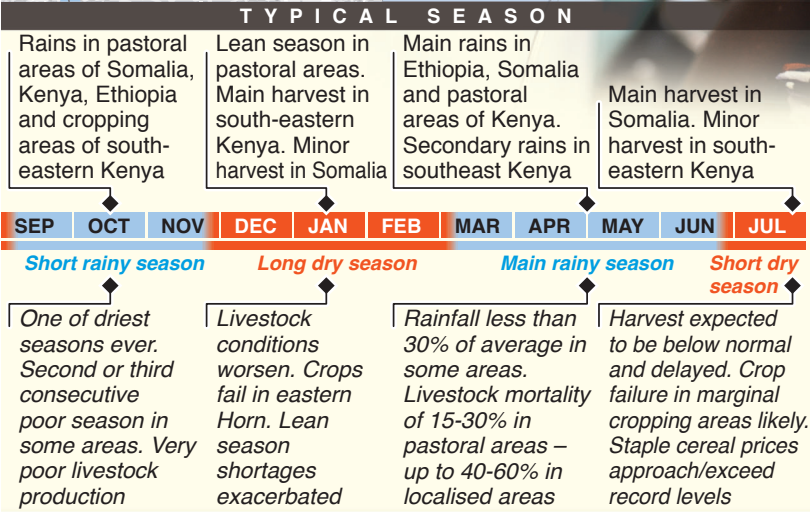 TYPICAL SEASON
Rains in pastoral
areas of Somalia,
Kenya, Ethiopia
and cropping
areas of south-
eastern Kenya
Lean season in
pastoral areas.
Main harvest in
south-eastern
Kenya. Minor
harvest in Somalia
Main rains in
Ethiopia, Somalia
and pastoral
areas of Kenya.
Secondary rains in
southeast Kenya
Main harvest in
Somalia. Minor
harvest in south-
eastern Kenya
SEP OCT NOV DEC JAN FEB MAR APR MAY JUN JUL
Short rainy season
Long dry season
Main rainy season
Short dry
season
One of driest
seasons ever.
Second or third
consecutive
poor season in
some areas. Very
poor livestock
production
Livestock
conditions
worsen. Crops
fail in eastern
Horn. Lean
season
shortages
exacerbated
Rainfall less than
30% of average in
some areas.
Livestock mortality
of 15-30% in
pastoral areas –
up to 40-60% in
localised areas
Harvest expected
to be below normal
and delayed. Crop
failure in marginal
cropping areas likely.
Staple cereal prices
approach/exceed
record levels